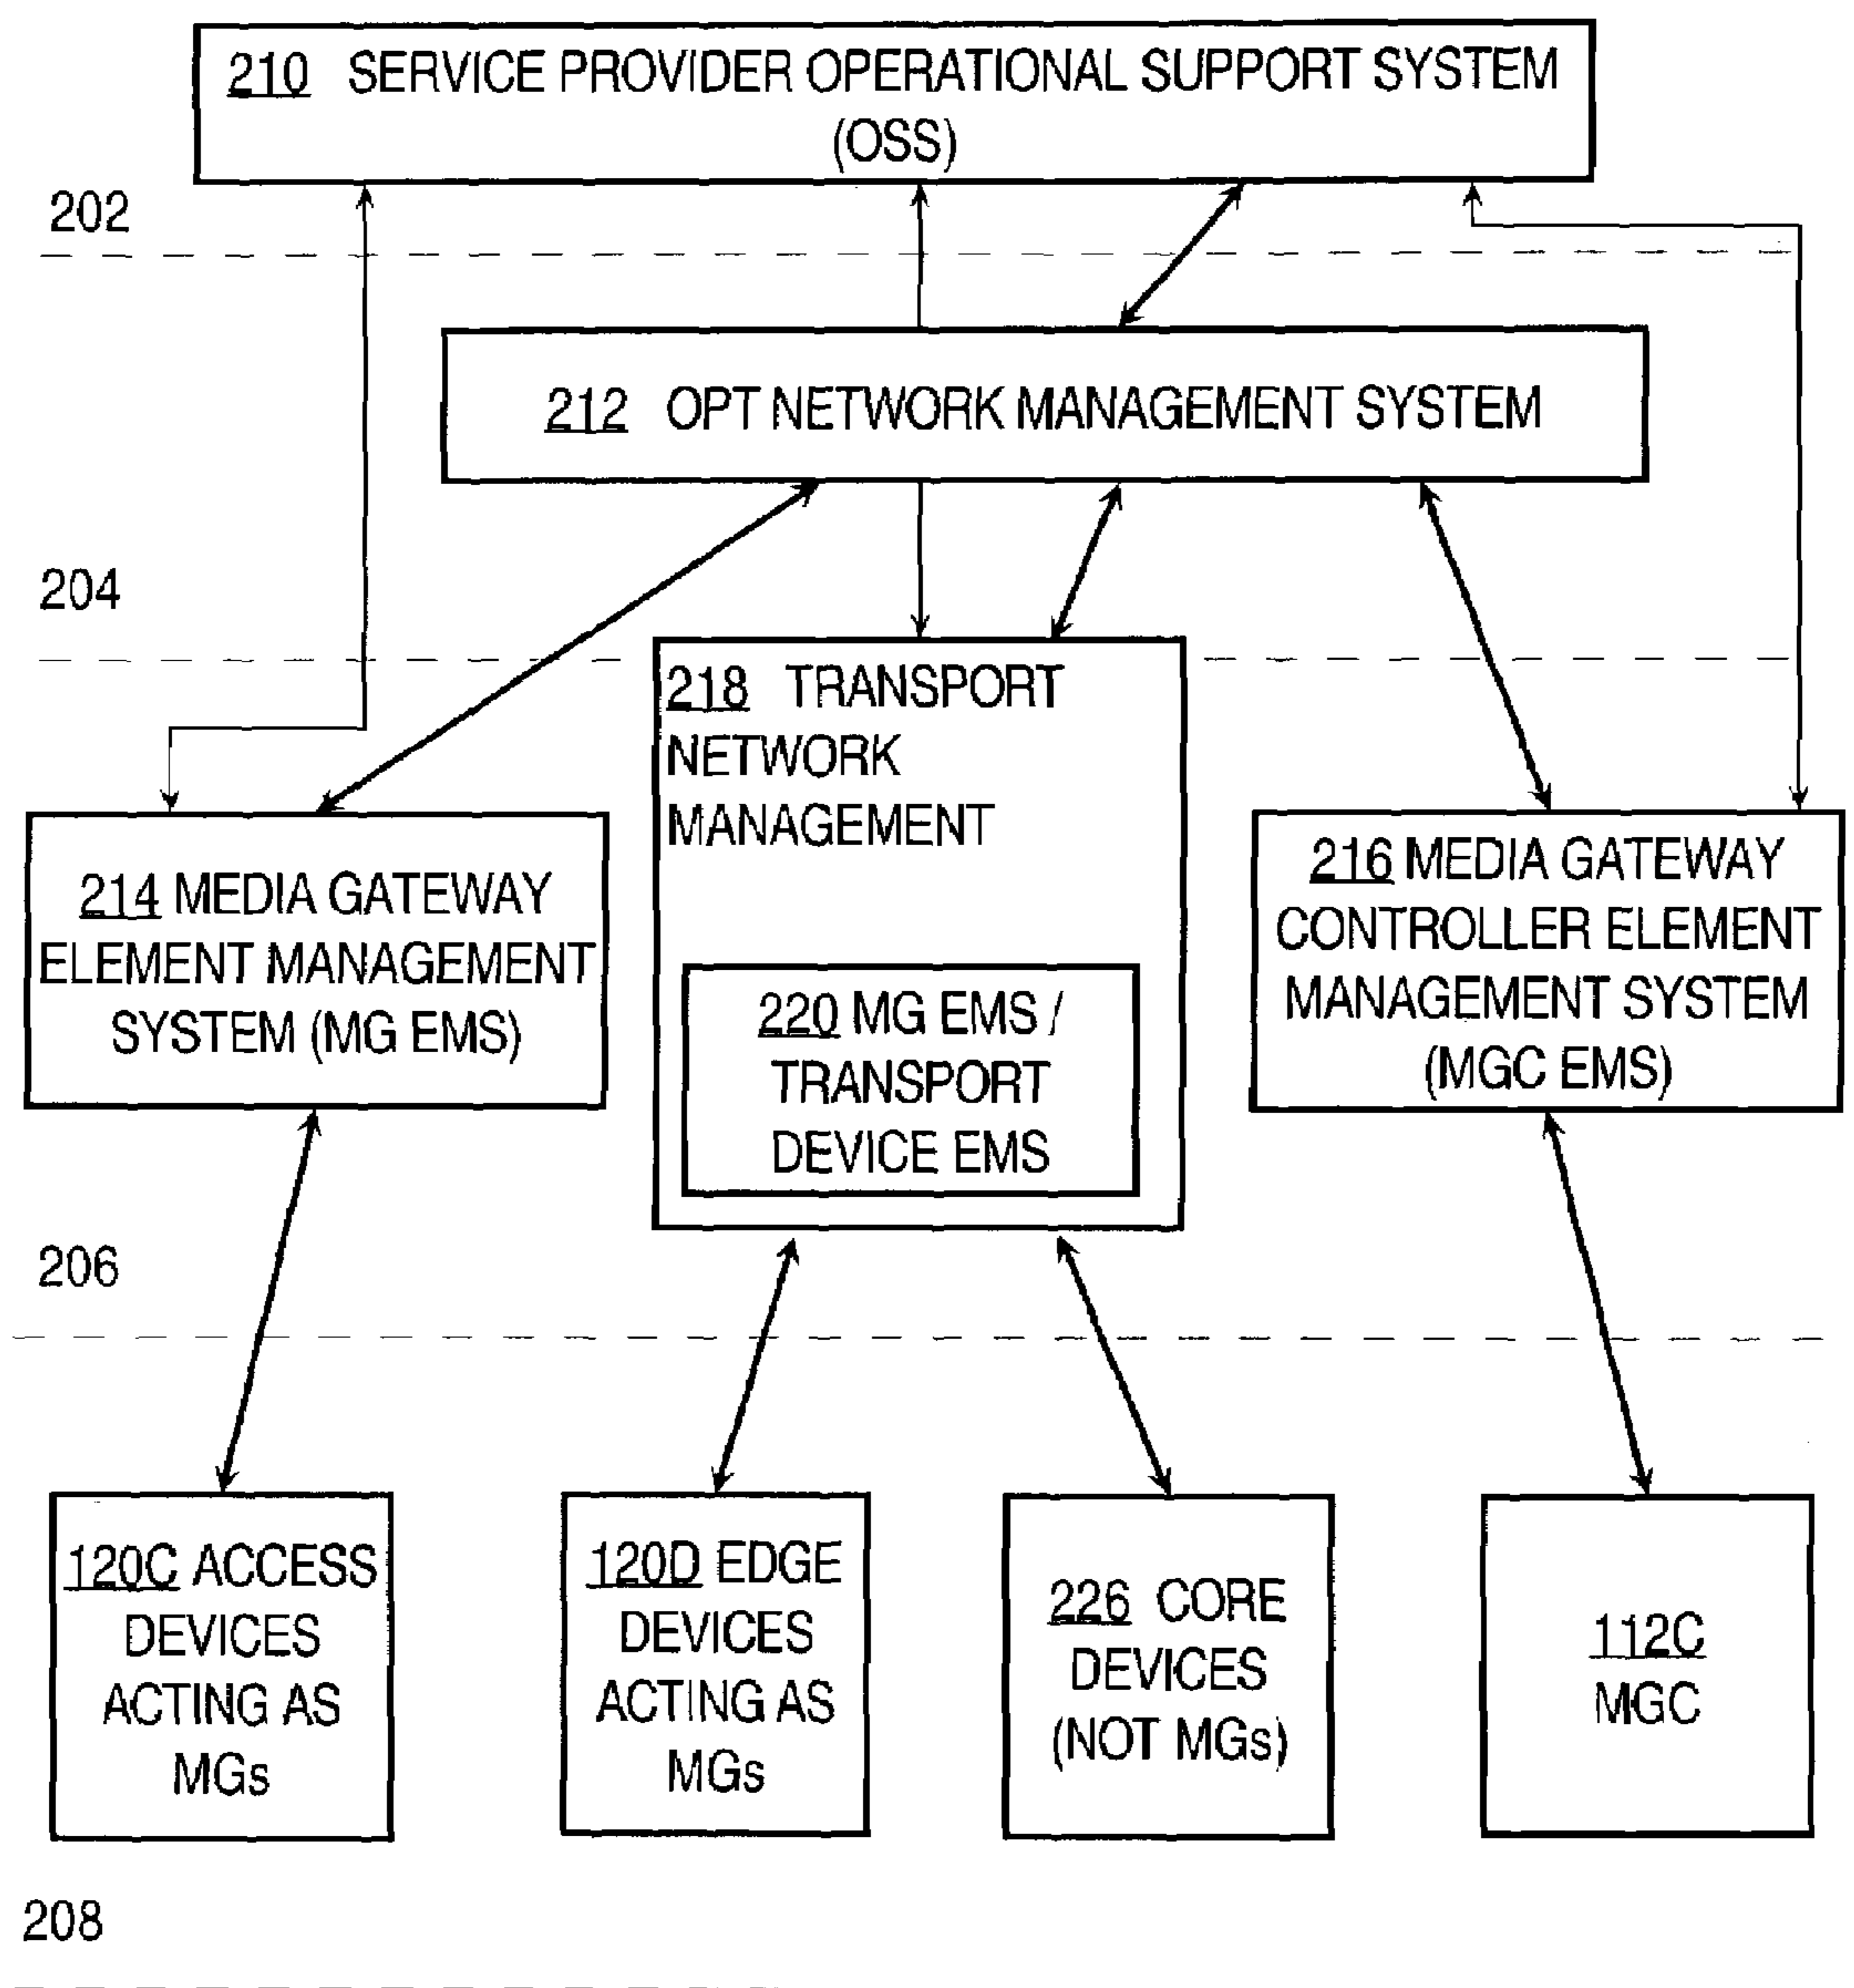 210 SERVICE PROVIDER OPERATIONAL SUPPORT SYSTEM
(OSS)
202
212 OPT NETWORK MANAGEMENT SYSTEM
204
218 TRANSPORT
NETWORK
MANAGEMENT
214 MEDIA GATEWAY
ELEMENT MANAGEMENT
SYSTEM (MG EMS)
220 MG EMS /
TRANSPORT
DEVICE EMS
216 MEDIA GATEWAY
CONTROLLER ELEMENT
MANAGEMENT SYSTEM
(MGC EMS)
206
120C ACCESS
DEVICES
ACTING AS
MGs
120D EDGE
DEVICES
ACTING AS
MGs
226 CORE
DEVICES
(NOT MGs)
112C
MGC
208